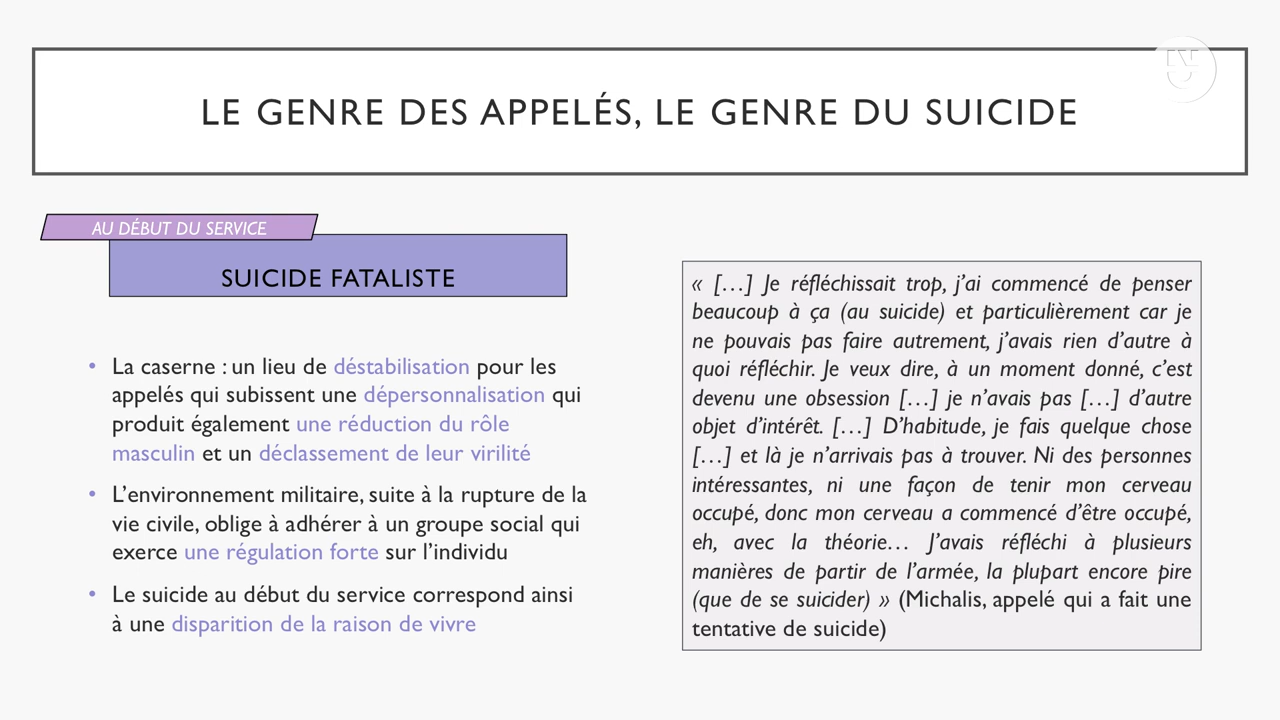 LE GENRE DES APPELÉS, LE GENRE DU SUICIDE
AU DÉBUT DU SERVICE
SUICIDE FATALISTE
• La caserne : un lieu de déstabilisation pour les
appelés qui subissent une dépersonnalisation qui
produit également une réduction du rôle
masculin et un déclassement de leur virilité
• L’environnement militaire, suite à la rupture de la
vie civile, oblige à adhérer à un groupe social qui
exerce une régulation forte sur l’individu
• Le suicide au début du service correspond ainsi
à une disparition de la raison de vivre
« […] Je réfléchissait trop, j’ai commencé de penser
beaucoup à ça (au suicide) et particulièrement car je
ne pouvais pas faire autrement, j’avais rien d’autre à
quoi réfléchir. Je veux dire, à un moment donné, c’est
devenu une obsession […] je n’avais pas […] d’autre
objet d’intérêt. […] D’habitude, je fais quelque chose
[…] et là je n’arrivais pas à trouver. Ni des personnes
intéressantes, ni une façon de tenir mon cerveau
occupé, donc mon cerveau a commencé d’être occupé,
eh, avec la théorie… J’avais réfléchi à plusieurs
manières de partir de l’armée, la plupart encore pire
(que de se suicider) » (Michalis, appelé qui a fait une
tentative de suicide)